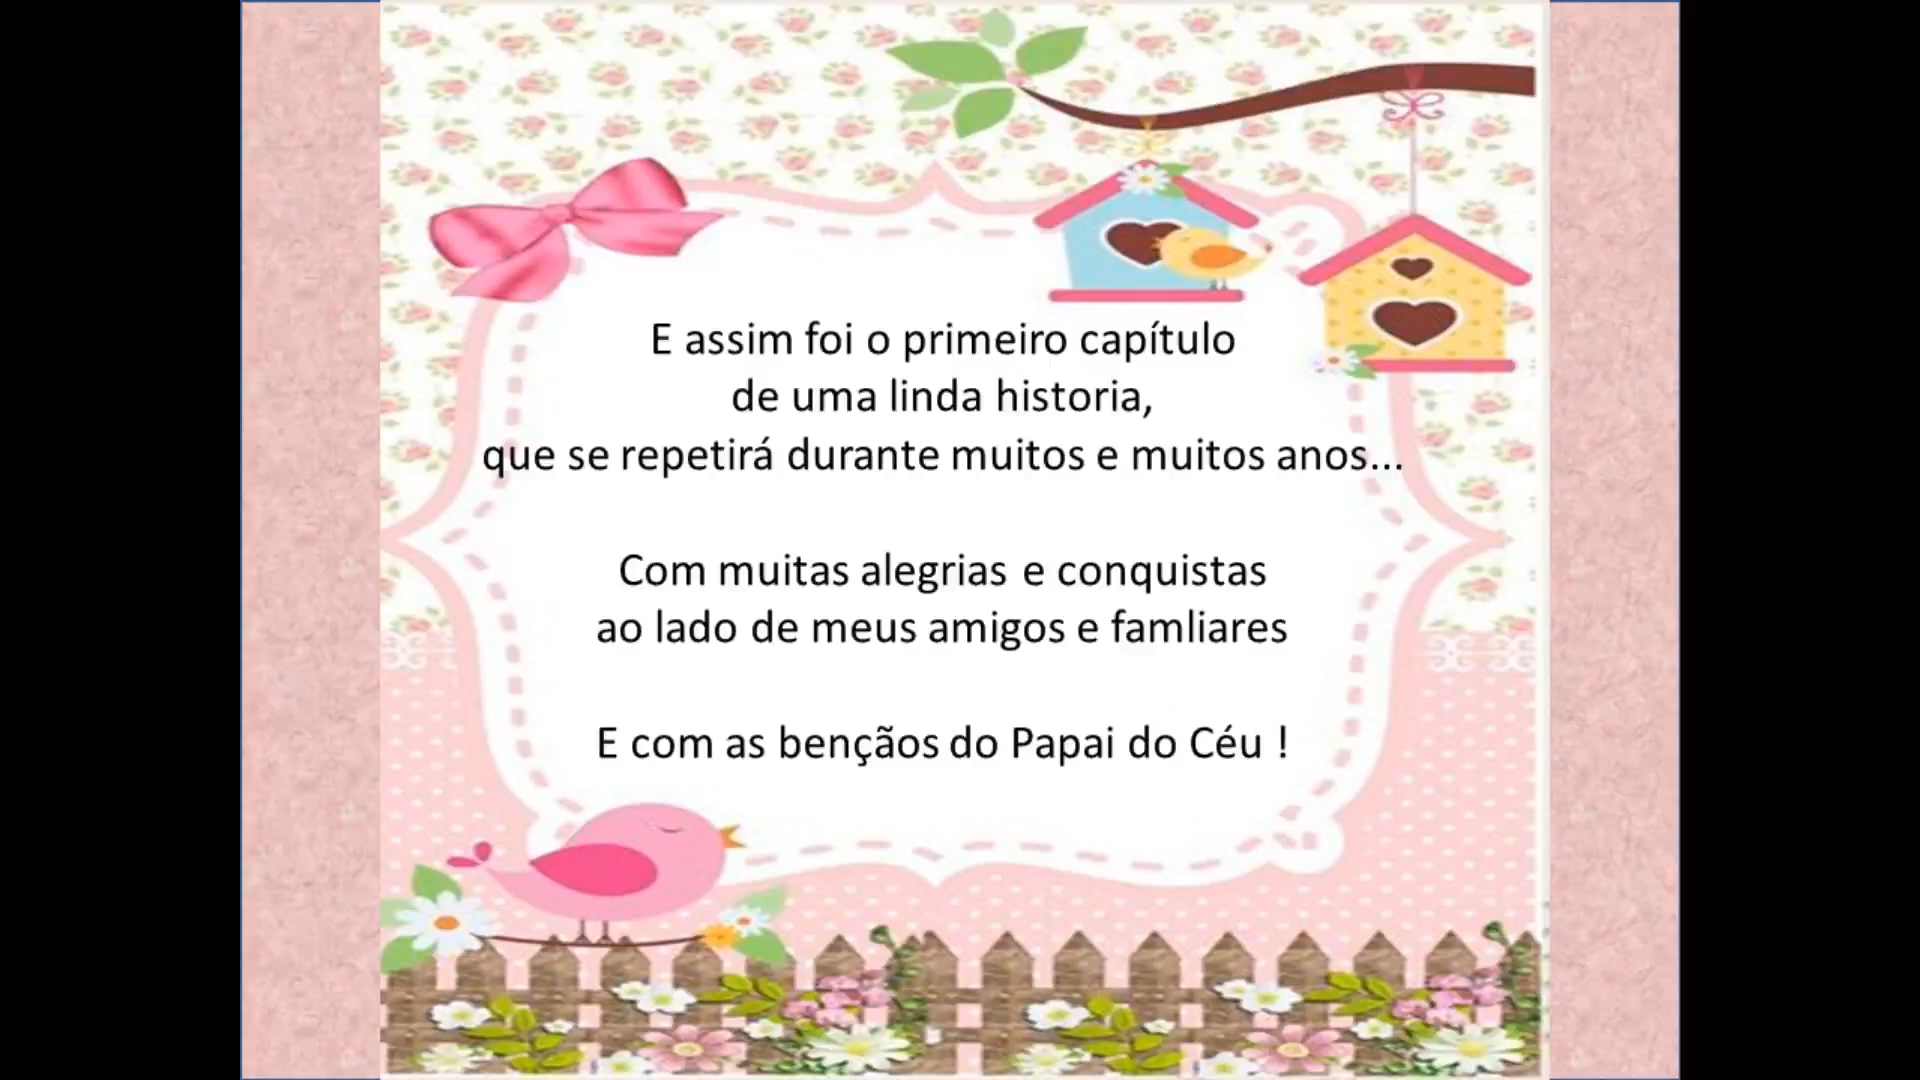 E assim foi o primeiro capítulo
de uma linda historia,
que se repetirá durante muitos e muitos anos...
Com muitas alegrias e conquistas
ao lado de meus amigos e famliares
E com as bençãos do Papai do Céu !